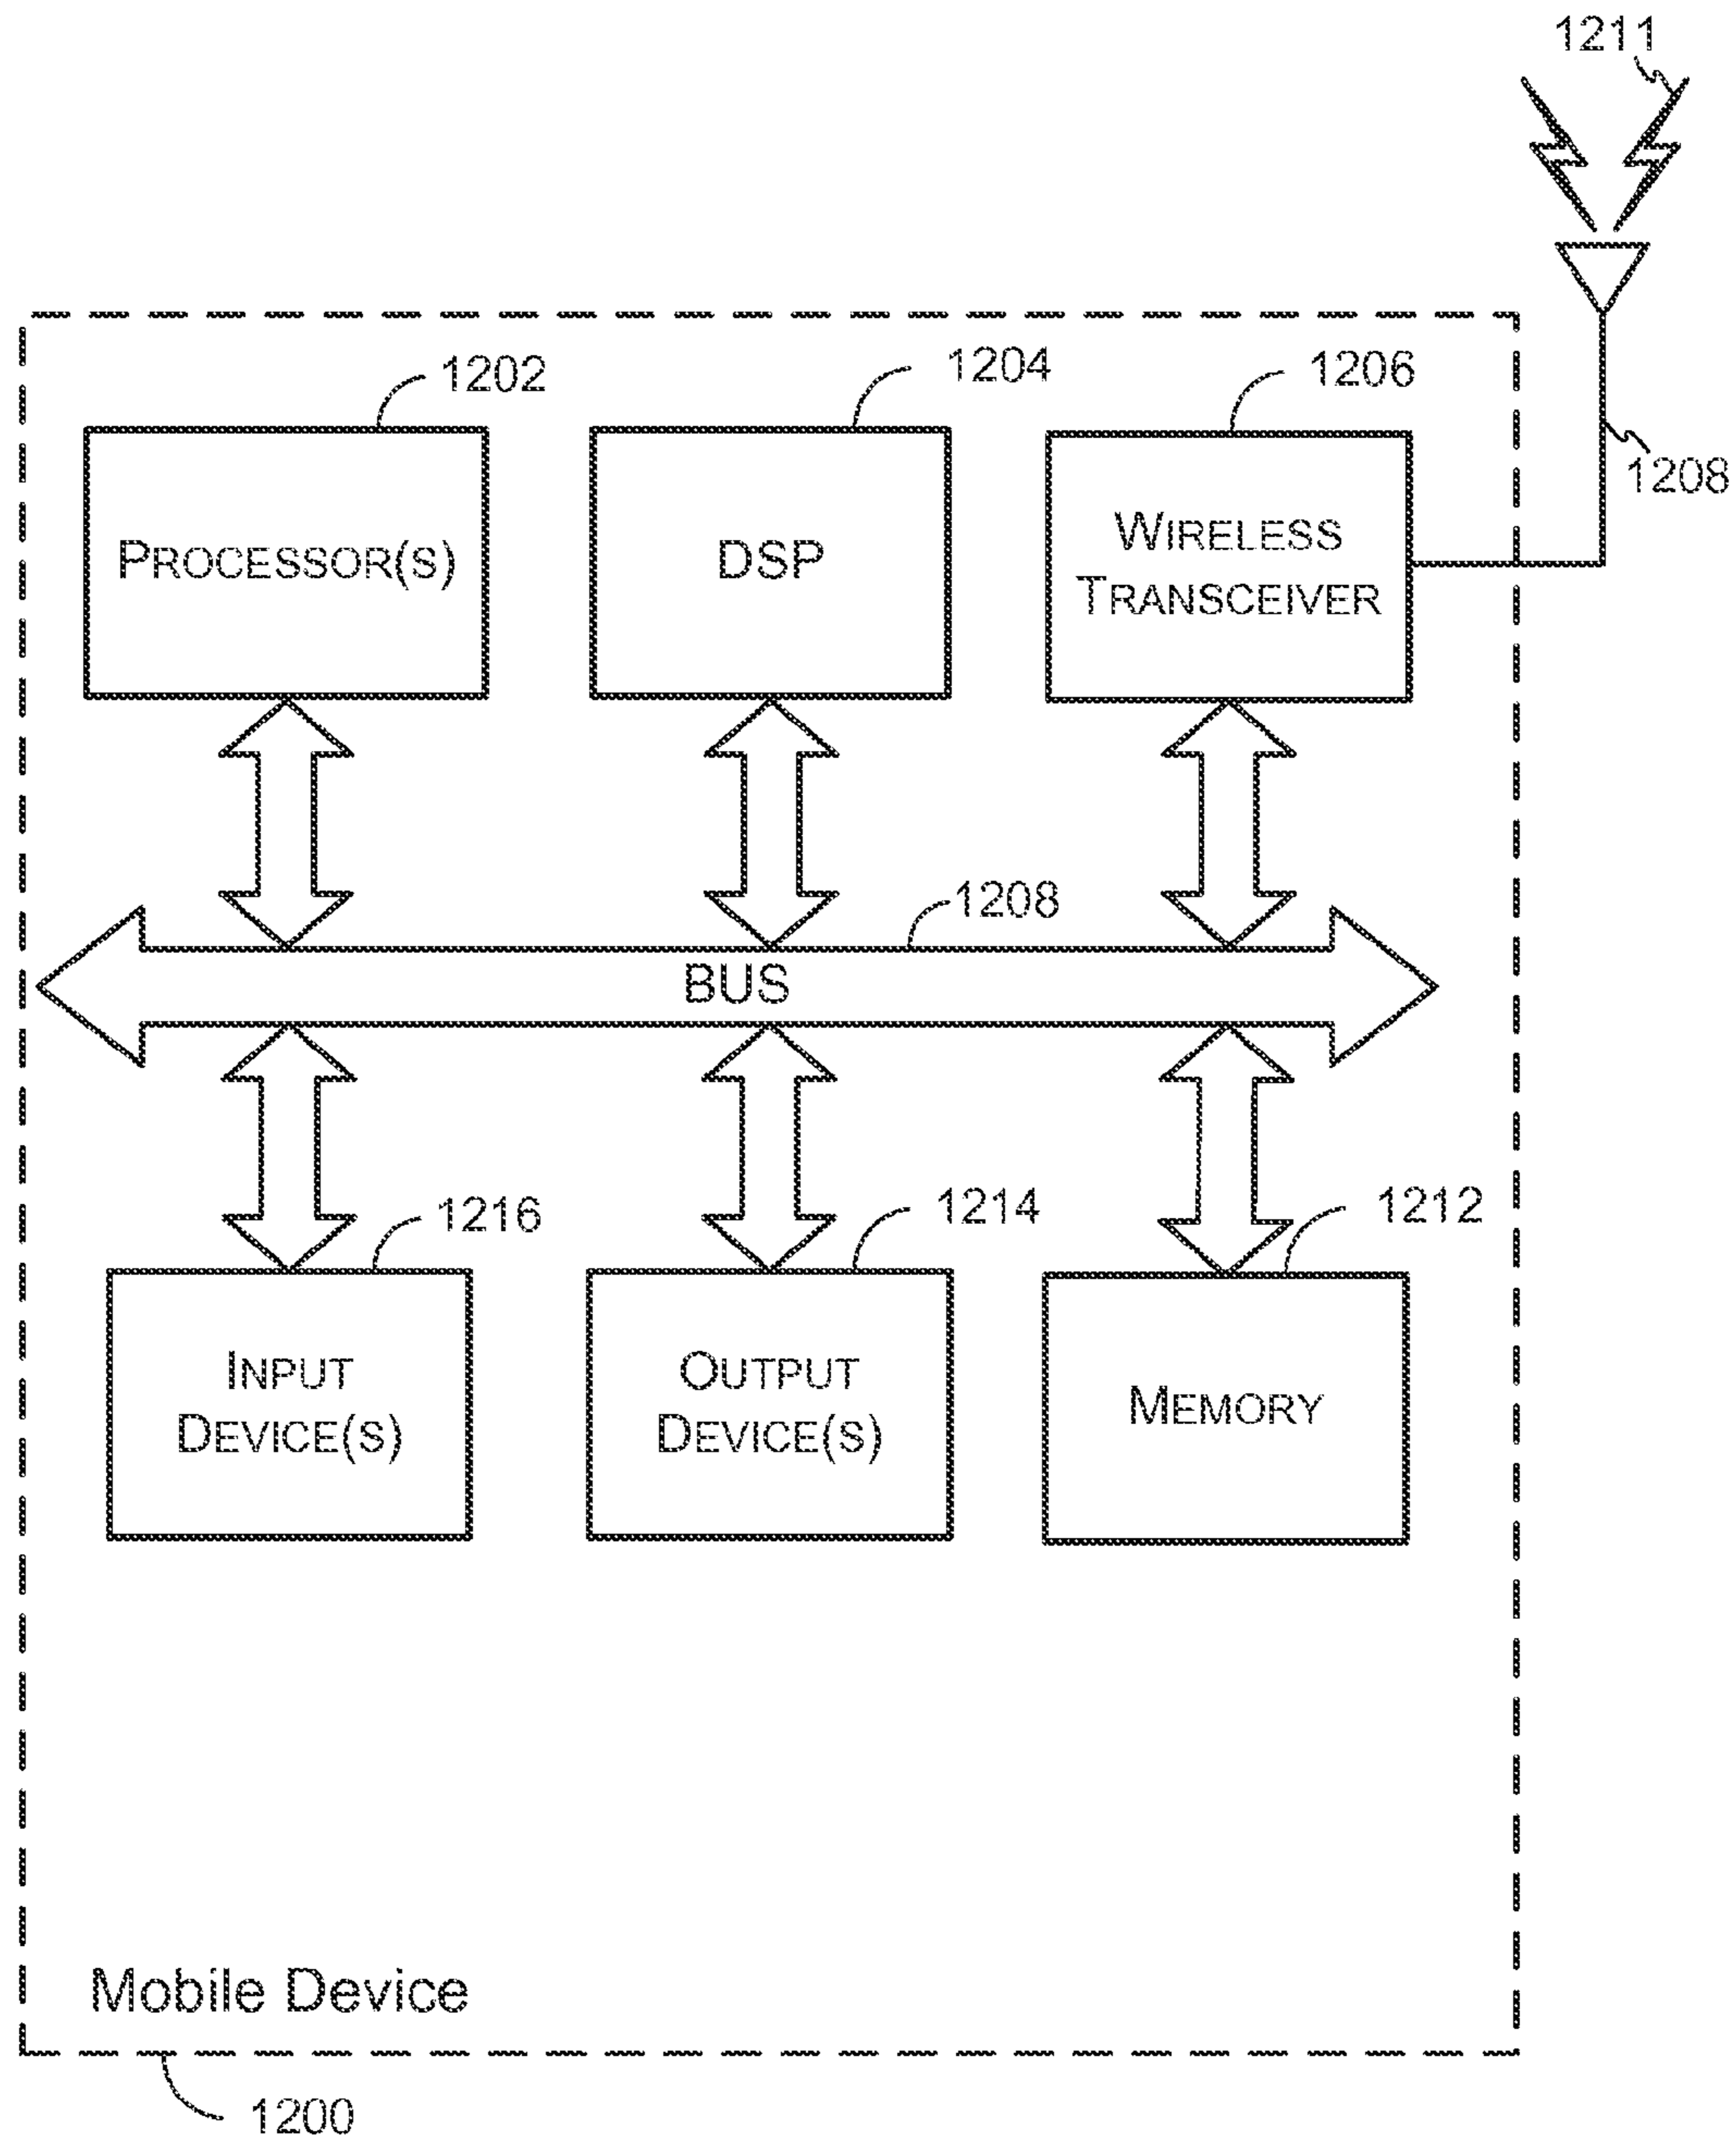 1211
1202
1204
1206
1208
PROCESSOR(S)
DSP
WIRELESS
TRANSCEIVER
1208
BUS
1216
1214
1212
INPUT
DEVICE(S)
OUTPUT
DEVICE(S)
MEMORY
Mobile Device
1200